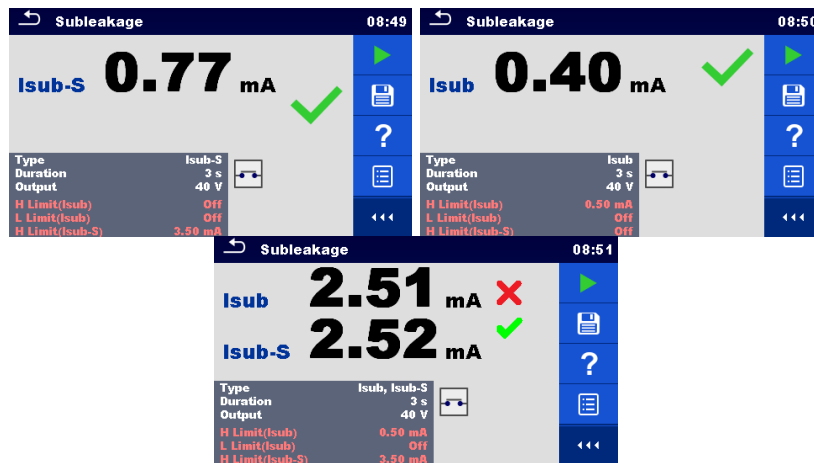 Subleakage 08:49
Isub-S 0.77 mA
?
Type Isub-S
Duration 3 s
Output 40 V
H Limit(Isub) Off
L Limit(Isub) Off
H Limit(Isub-S) 3.50 mA
Subleakage 08:50
Isub 0.40 mA
?
Type Isub
Duration 3 s
Output 40 V
H Limit(Isub) 0.50 mA
L Limit(Isub) Off
H Limit(Isub-S) Off
Subleakage 08:51
Isub 2.51 mA
Isub-S 2.52 mA
?
Type Isub, Isub-S
Duration 3 s
Output 40 V
H Limit(Isub) 0.50 mA
L Limit(Isub) Off
H Limit(Isub-S) 3.50 mA